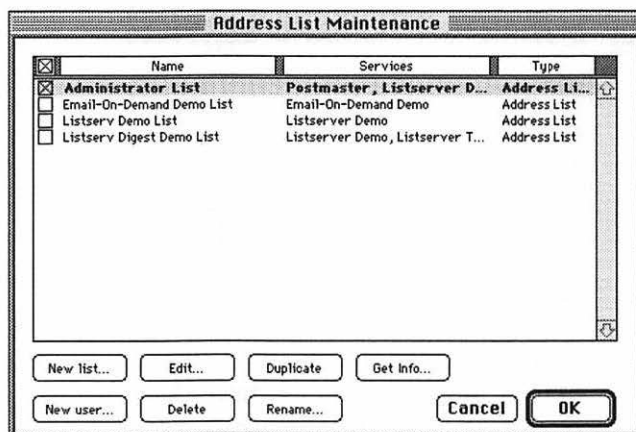 Address List Maintenance
Name Services Type
Administrator List Postmaster, Listserver D... Address Li...
Email-On-Demand Demo List Email-On-Demand Demo Address List
Listserv Demo List Listserver Demo Address List
Listserv Digest Demo List Listserver Demo, Listserver T... Address List
New list... Edit... Duplicate Get Info...
New user... Delete Rename... Cancel OK